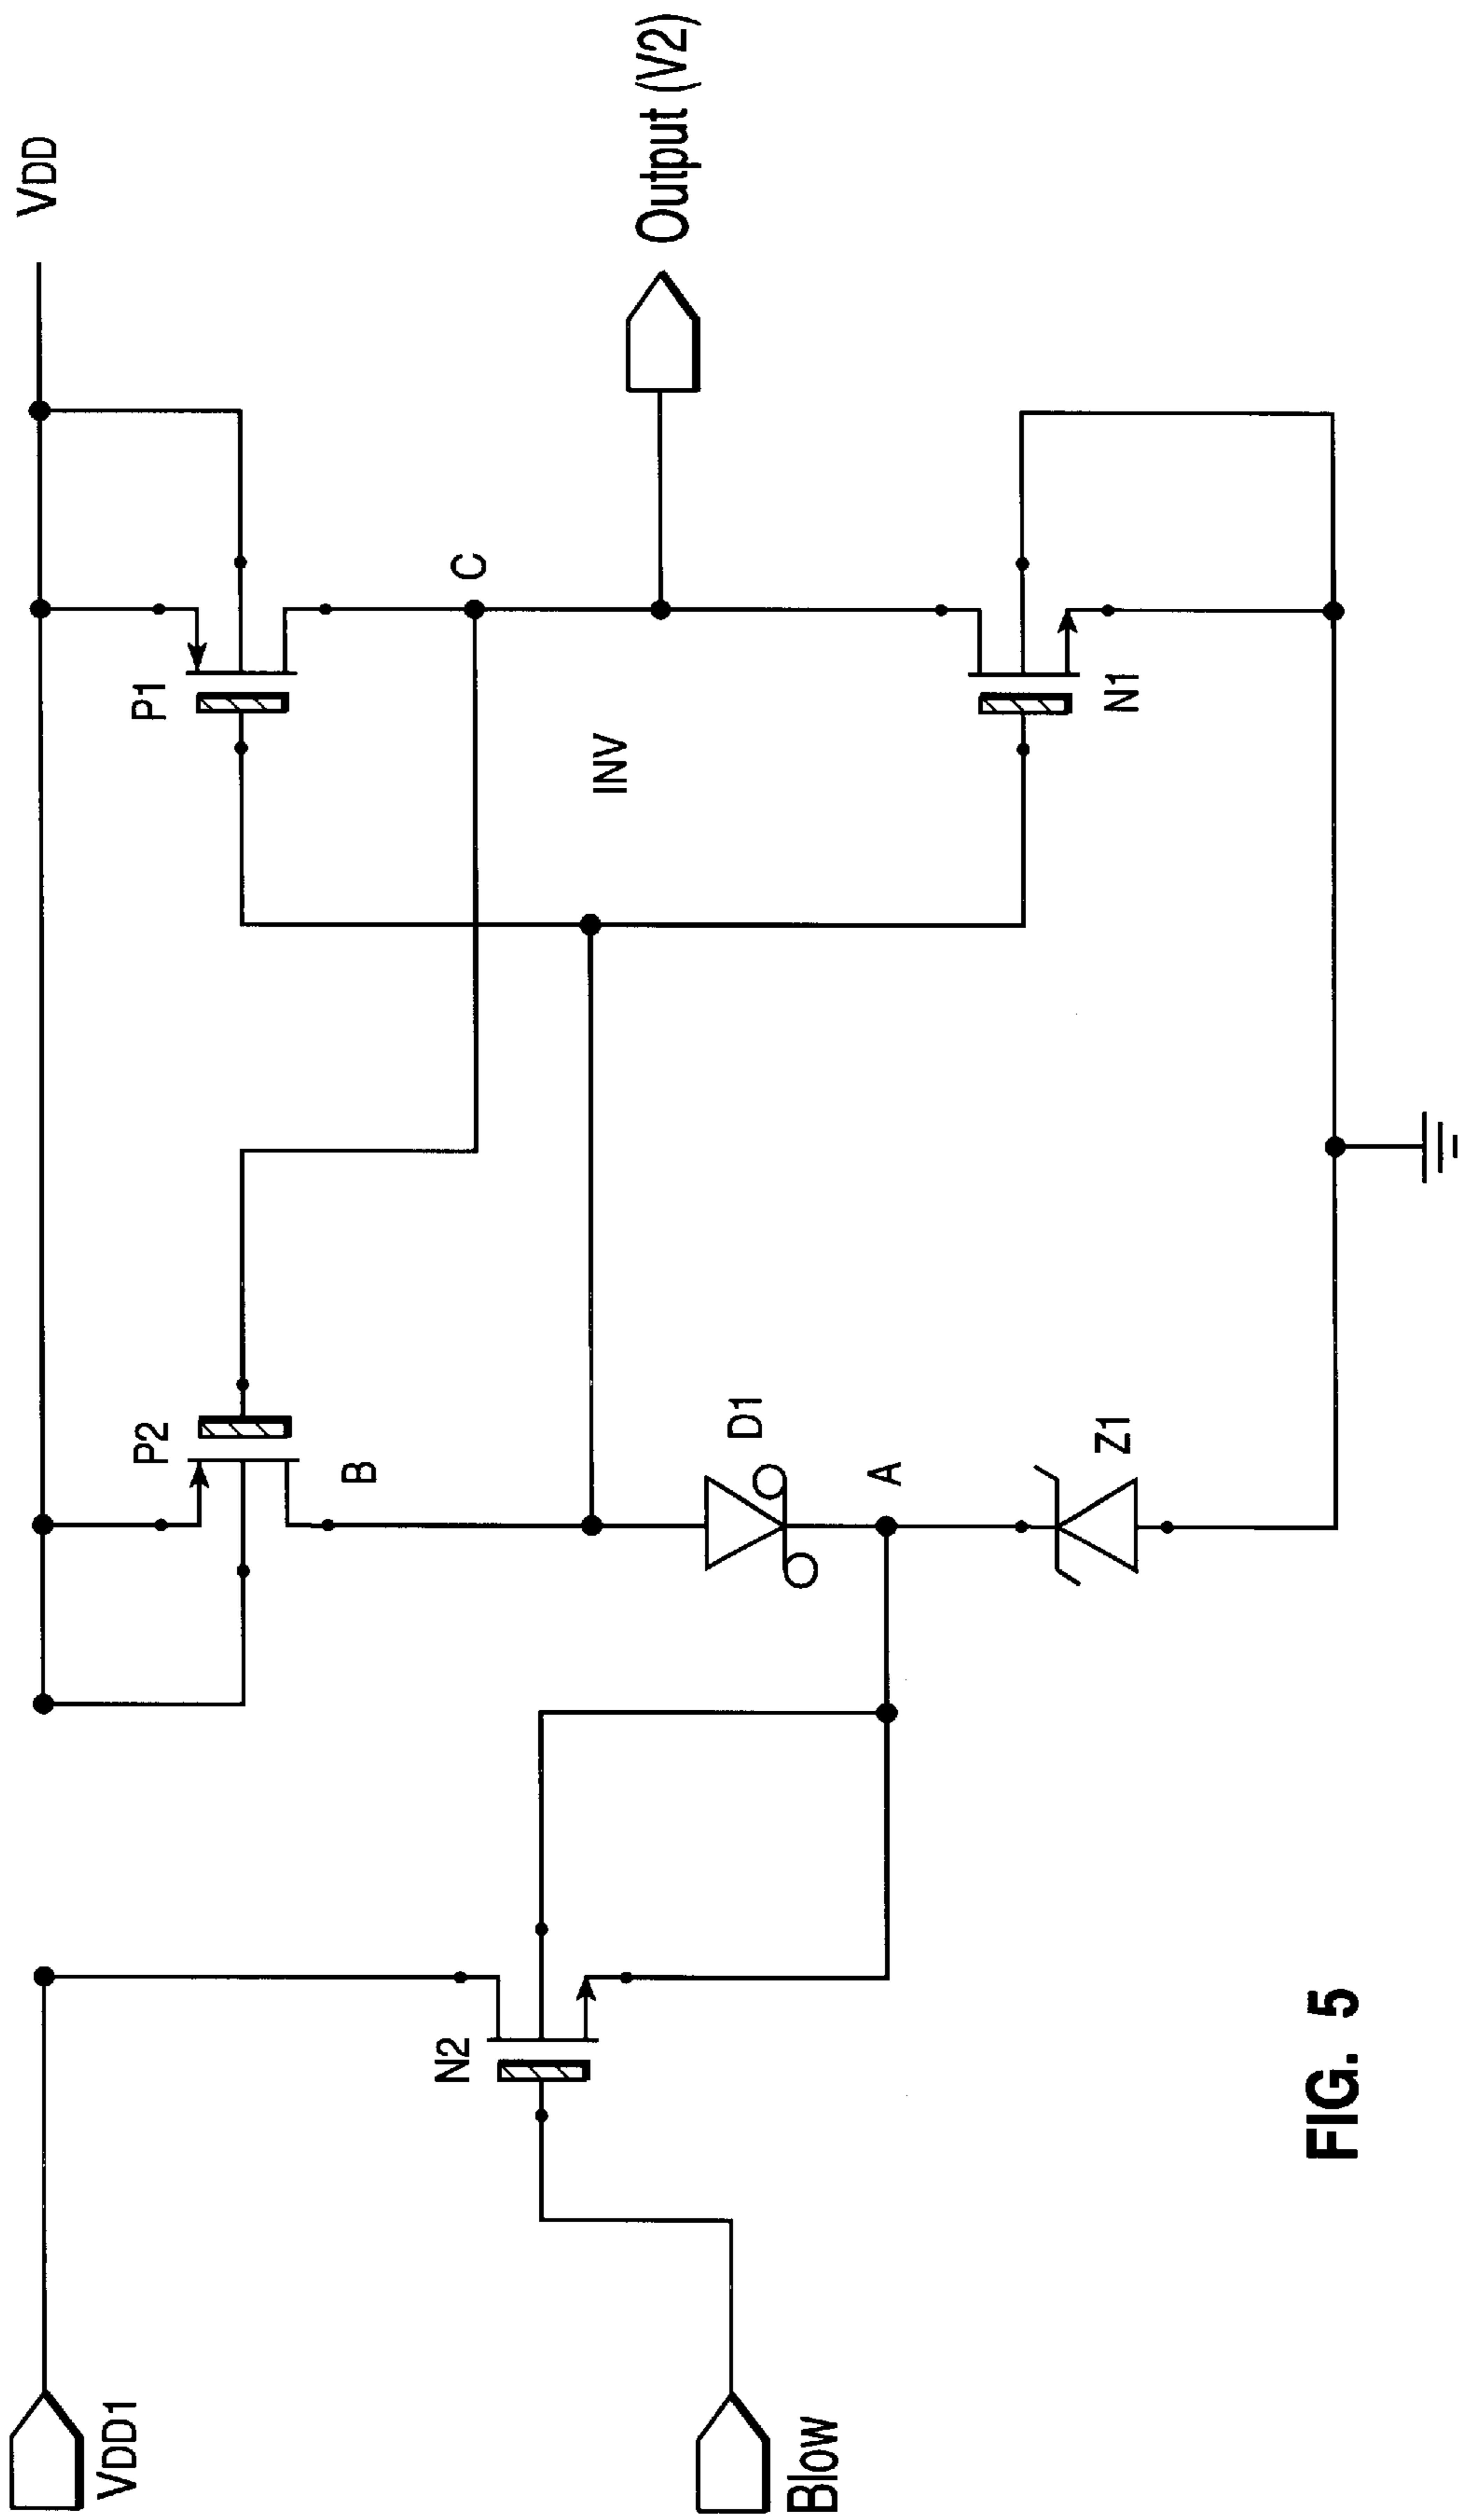 VDD1
VDD
P2
P1
B
C
N2
INV
Output (V2)
D1
Blow
A
Z1
N1
FIG. 5